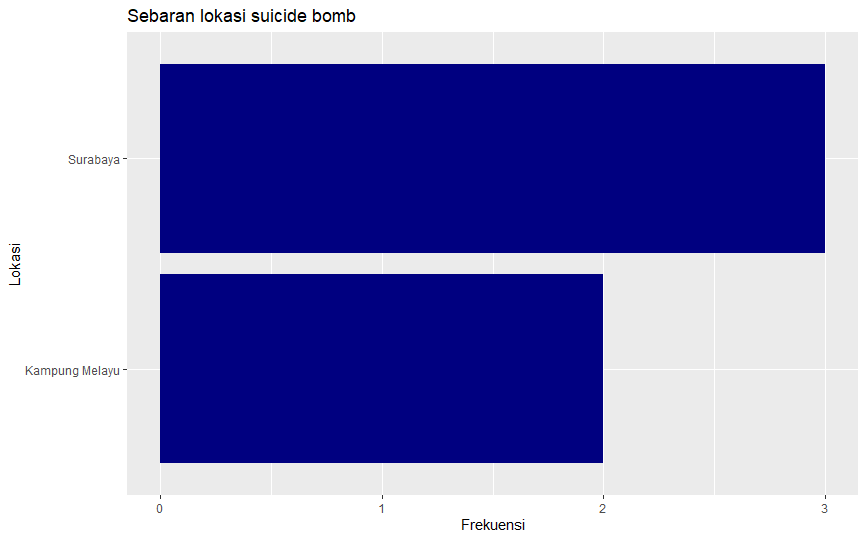 Sebaran lokasi suicide bomb
Lokasi
Surabaya
Kampung Melayu
0 1 2 3
Frekuensi